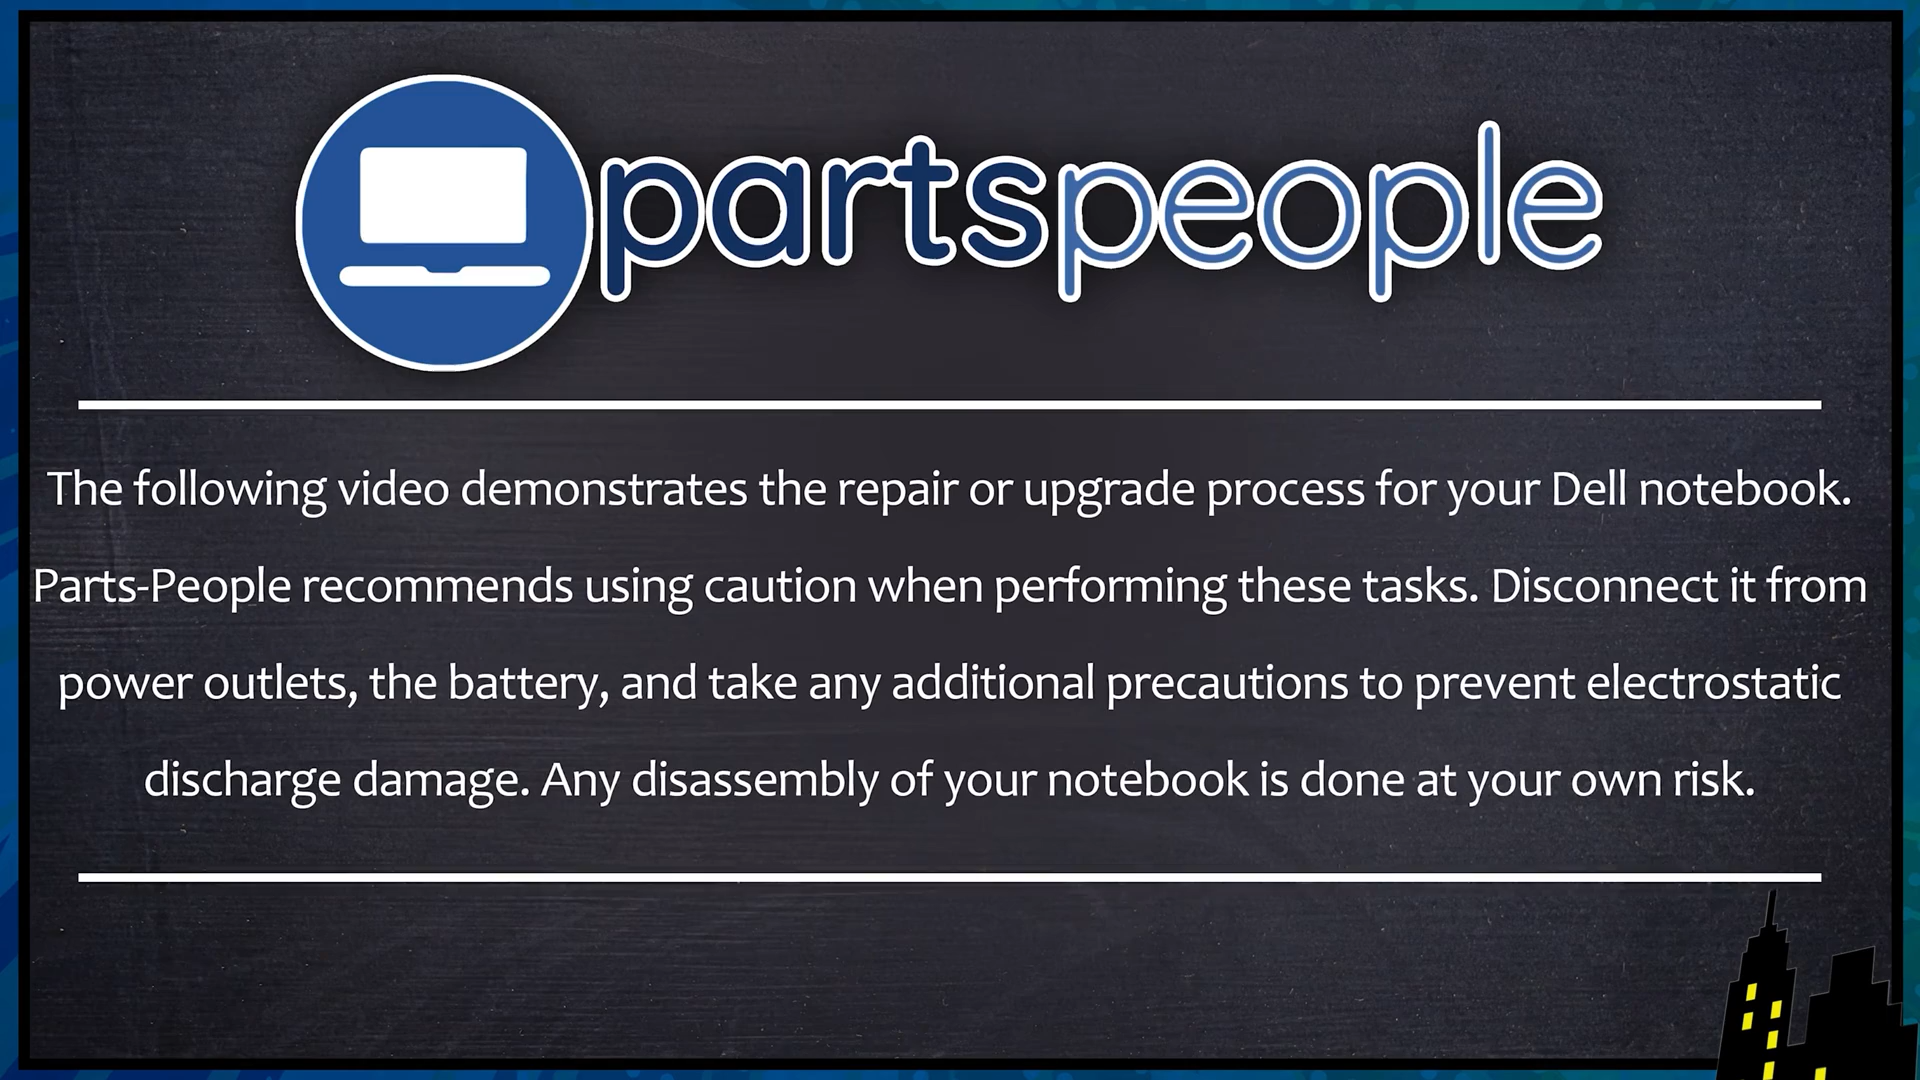 partspeople
The following video demonstrates the repair or upgrade process for your Dell notebook.
Parts-People recommends using caution when performing these tasks. Disconnect it from
power outlets, the battery, and take any additional precautions to prevent electrostatic
discharge damage. Any disassembly of your notebook is done at your own risk.